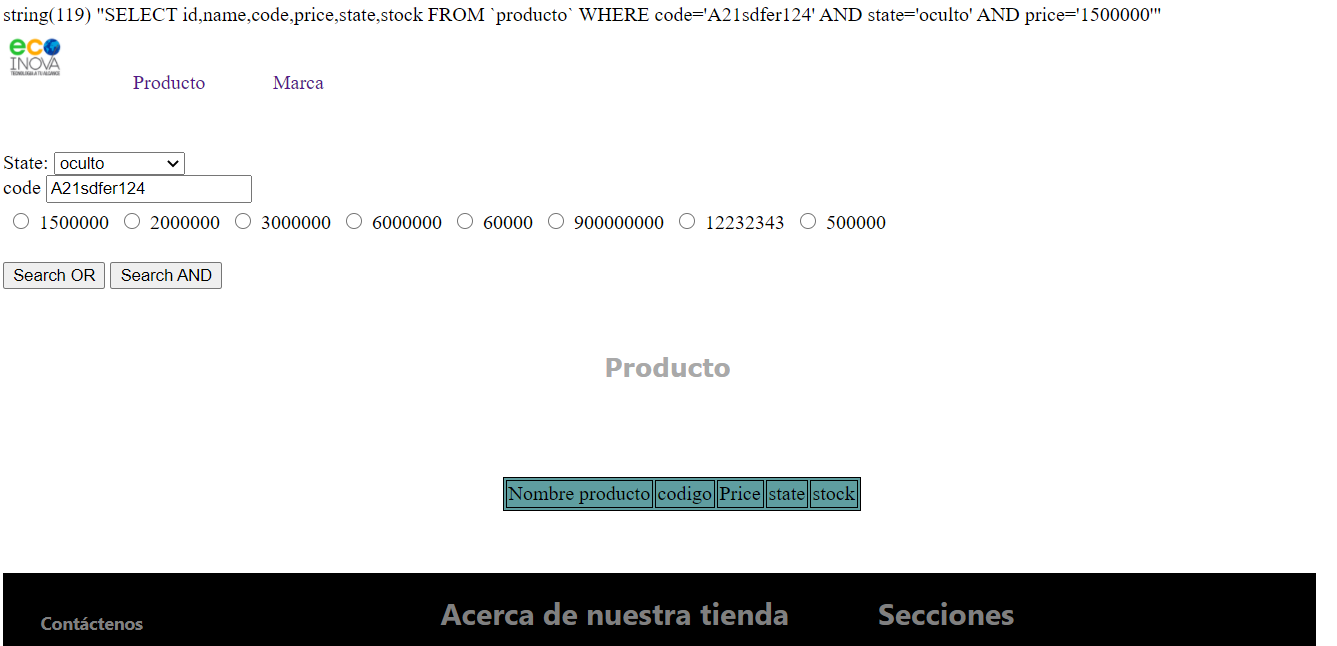 string(119) "SELECT id,name,code,price,state,stock FROM `producto` WHERE code='A21sdfer124' AND state='oculto' AND price='1500000'"
eco
INOVA
TECNOLOGIA A TU ALCANCE
Producto Marca
State: oculto
code A21sdfer124
1500000 2000000 3000000 6000000 60000 900000000 12232343 500000
Search OR Search AND
Producto
Nombre producto codigo Price state stock
Contáctenos Acerca de nuestra tienda Secciones